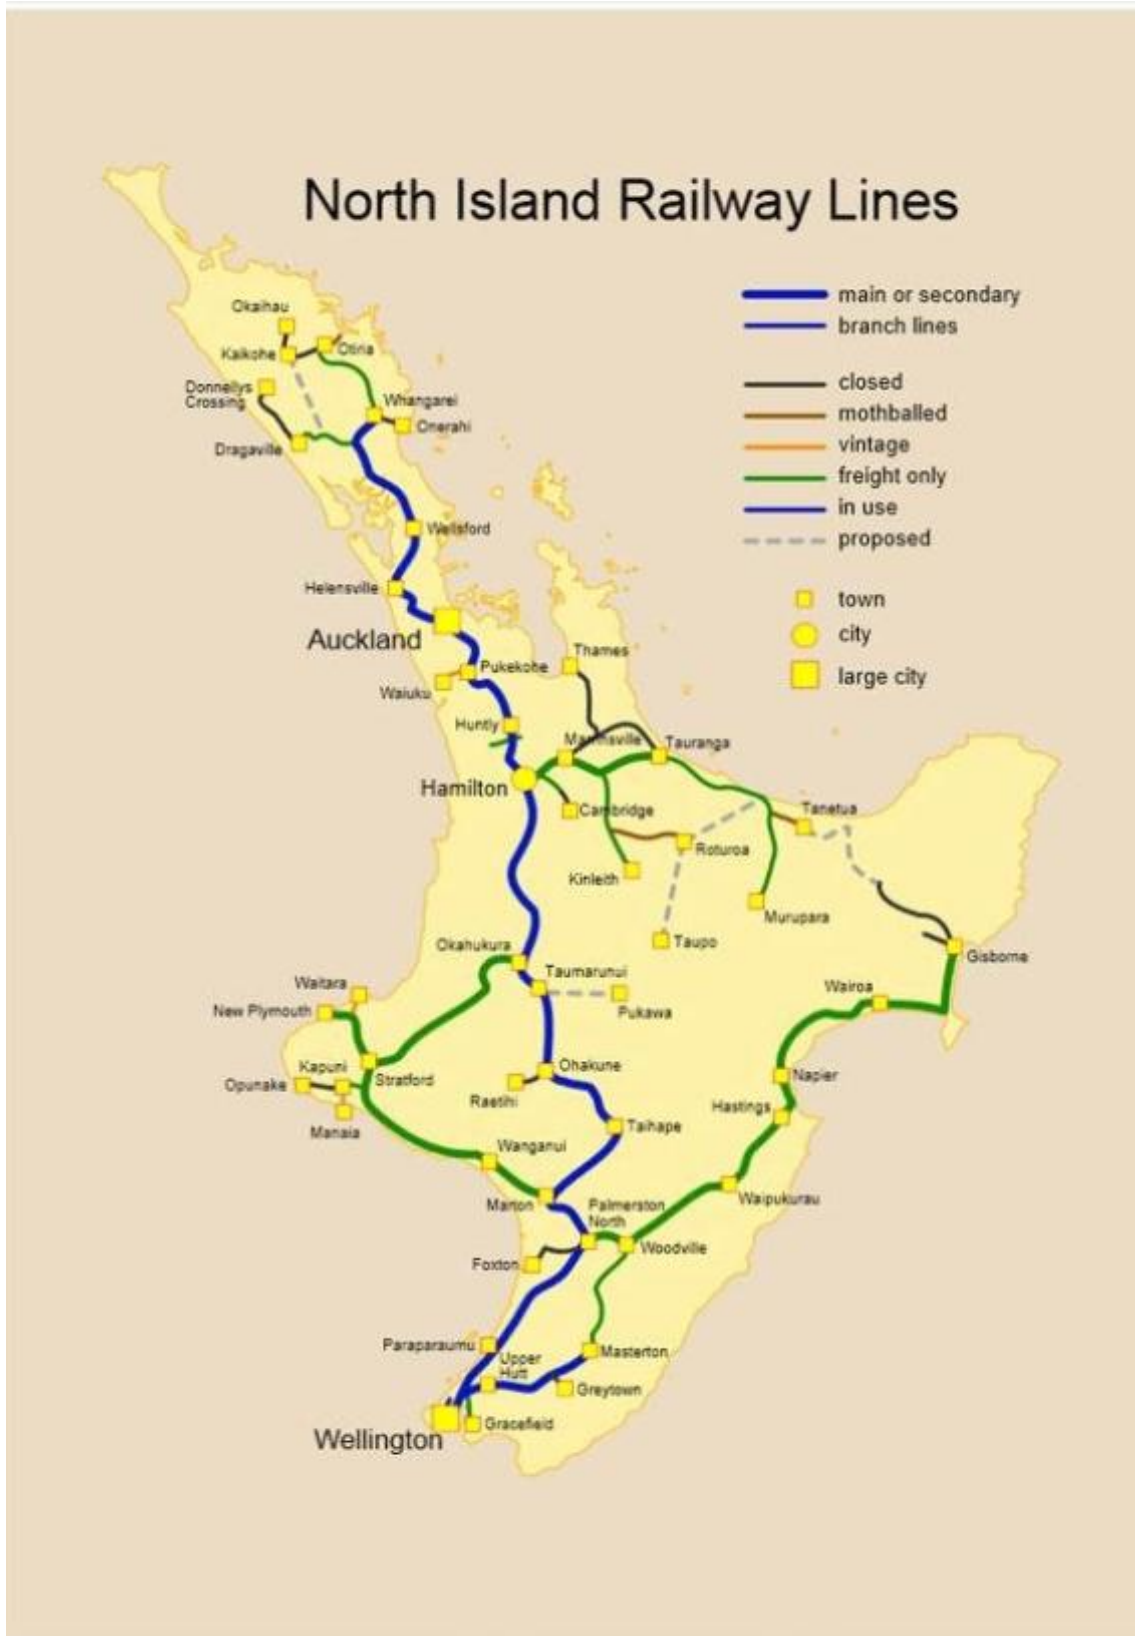 North Island Railway Lines
main or secondary
branch lines
closed
mothballed
vintage
freight only
in use
proposed
town
city
large city
Okaihau
Kaikohe
Otiria
Donnellys
Crossing
Whangarei
Onerahi
Dragaville
Wellsford
Helensville
Auckland
Pukekohe
Thames
Waiuku
Huntly
Tauranga
Hamilton
Cambridge
Tanetua
Roturoa
Kinleith
Murupara
Okahukura
Taupo
Gisborne
Taumarunui
Waitara
Wairoa
New Plymouth
Pukawa
Kapuni
Ohakune
Stratford
Napier
Opunake
Raetihi
Hastings
Manaia
Taihape
Wanganui
Waipukurau
Marton
Palmerston
North
Woodville
Foxton
Paraparaumu
Upper
Hutt
Masterton
Greytown
Gracefield
Wellington